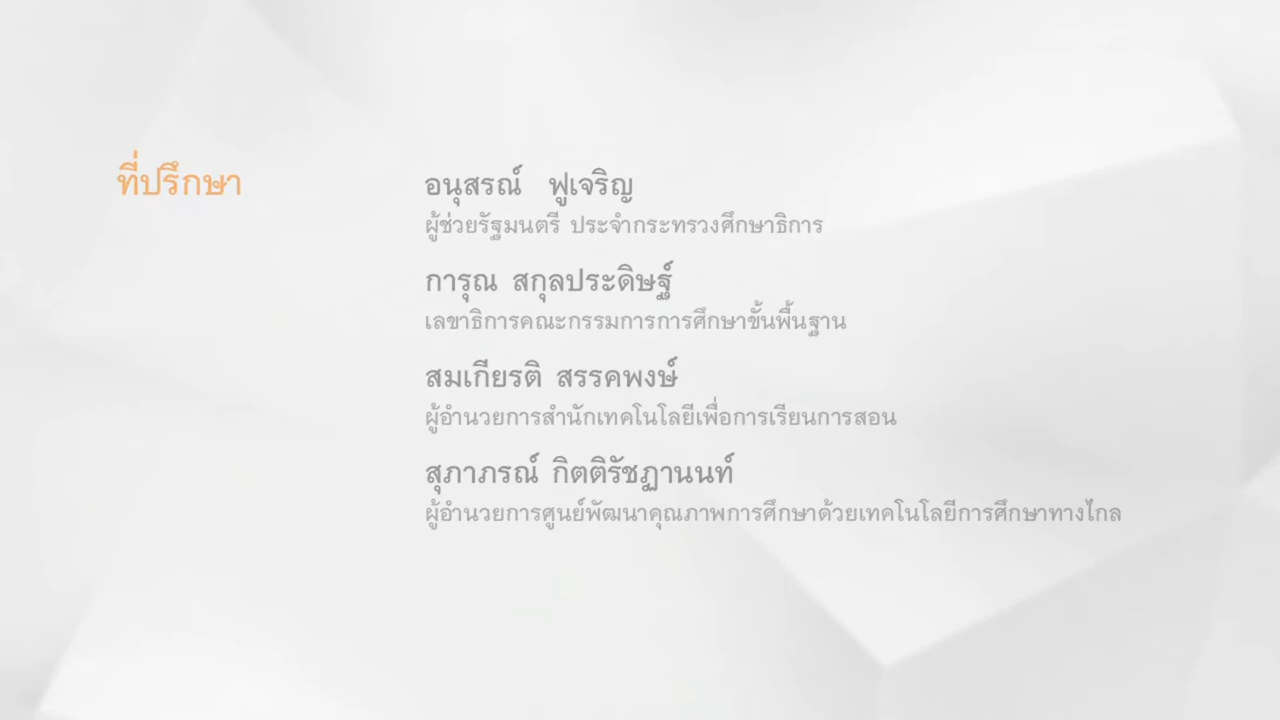 ที่ปรึกษา
อนุสรณ์ ฟูเจริญ
ผู้ช่วยรัฐมนตรี ประจำกระทรวงศึกษาธิการ
การุณ สกุลประดิษฐ์
เลขาธิการคณะกรรมการการศึกษาขั้นพื้นฐาน
สมเกียรติ สรรคพงษ์
ผู้อำนวยการสำนักเทคโนโลยีเพื่อการเรียนการสอน
สุภาภรณ์ กิตติรัชฏานนท์
ผู้อำนวยการศูนย์พัฒนาคุณภาพการศึกษาด้วยเทคโนโลยีการศึกษาทางไกล